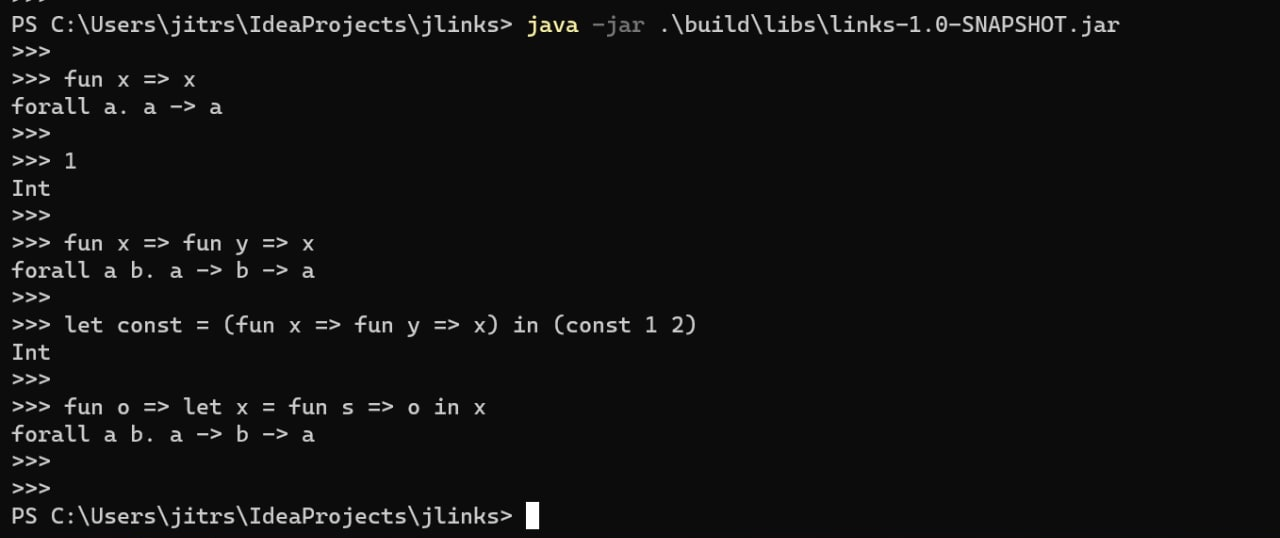 >>>
PS C:\Users\jitrs\IdeaProjects\jlinks> java -jar .\build\libs\links-1.0-SNAPSHOT.jar
>>>
>>> fun x => x
forall a. a -> a
>>>
>>> 1
Int
>>>
>>> fun x => fun y => x
forall a b. a -> b -> a
>>>
>>> let const = (fun x => fun y => x) in (const 1 2)
Int
>>>
>>> fun o => let x = fun s => o in x
forall a b. a -> b -> a
>>>
>>>
PS C:\Users\jitrs\IdeaProjects\jlinks>